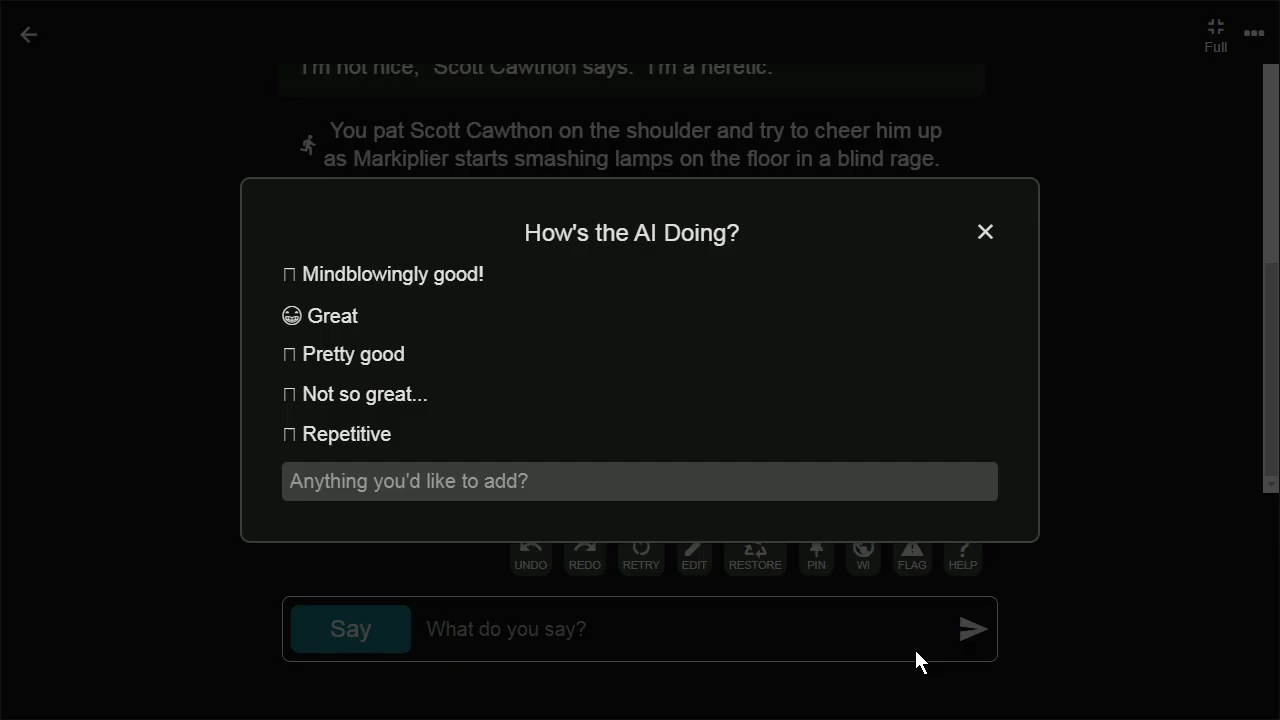 Full
I'm not nice," Scott Cawthon says. "I'm a heretic.
You pat Scott Cawthon on the shoulder and try to cheer him up
as Markiplier starts smashing lamps on the floor in a blind rage.
How's the AI Doing?
Mindblowingly good!
Great
Pretty good
Not so great...
Repetitive
Anything you'd like to add?
UNDO REDO RETRY EDIT RESTORE PIN WI FLAG HELP
Say What do you say?